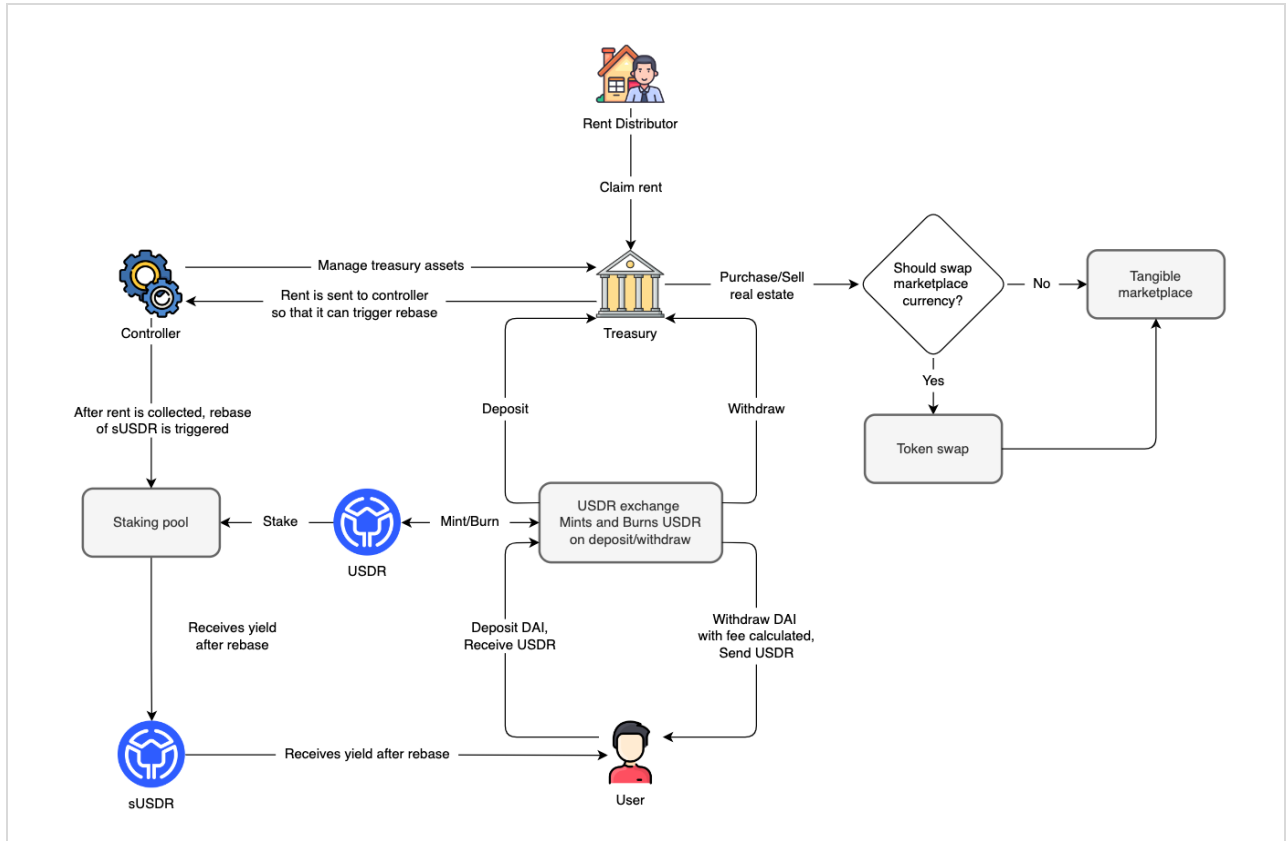 Rent Distributor
Claim rent
Manage treasury assets
Rent is sent to controller
so that it can trigger rebase
Controller
Treasury
Purchase/Sell
real estate
Should swap
marketplace
currency?
No
Tangible
marketplace
Yes
Token swap
After rent is collected, rebase
of sUSDR is triggered
Deposit
Withdraw
Staking pool
Stake
USDR
Mint/Burn
USDR exchange
Mints and Burns USDR
on deposit/withdraw
Receives yield
after rebase
Deposit DAI,
Receive USDR
Withdraw DAI
with fee calculated,
Send USDR
sUSDR
Receives yield after rebase
User